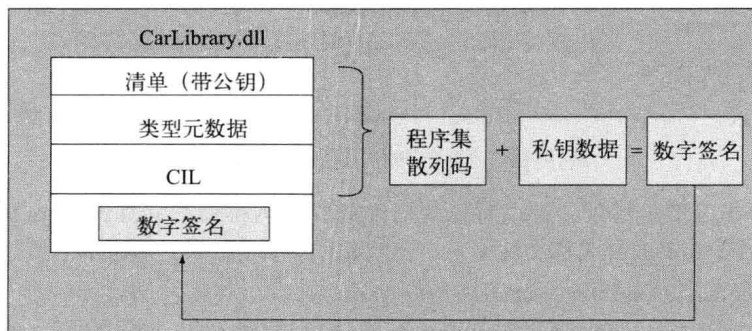 CarLibrary.dll
清单（带公钥）
类型元数据
CIL
数字签名
程序集
散列码
+
私钥数据
=
数字签名